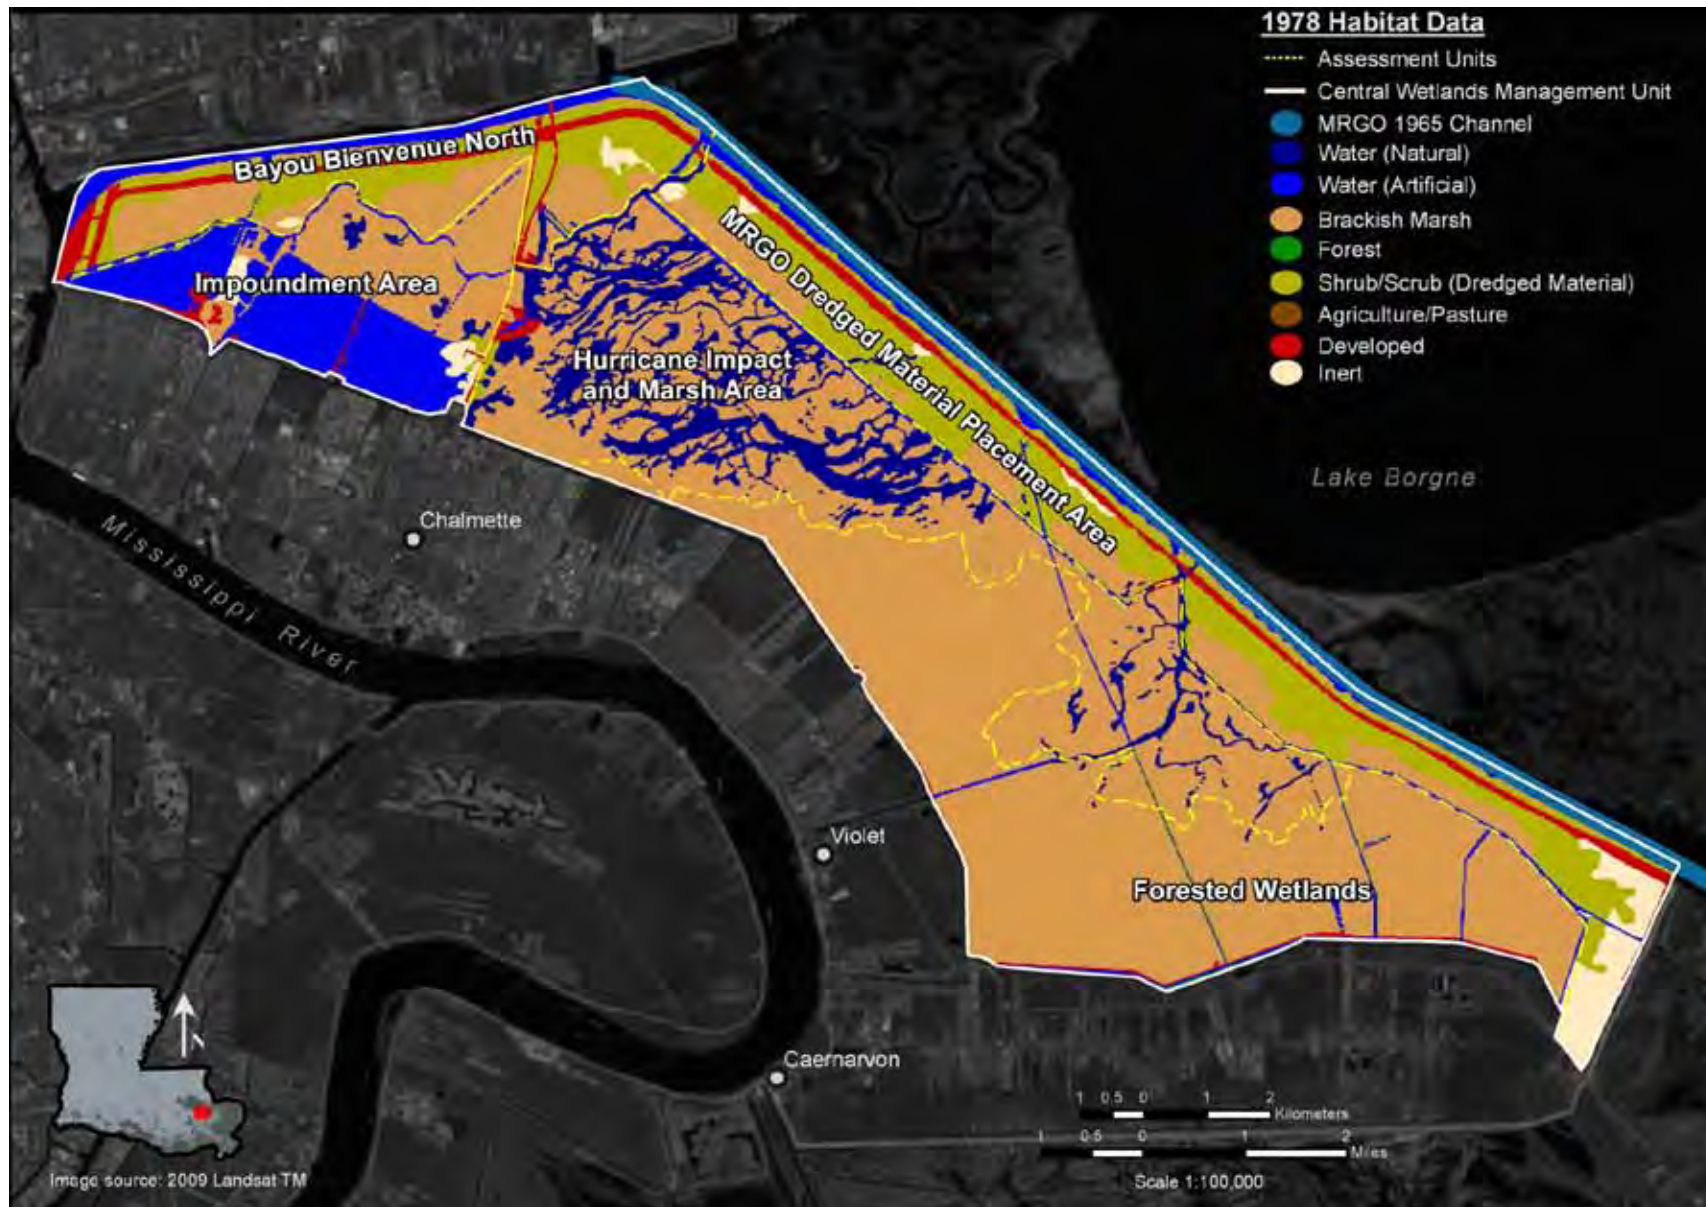 1978 Habitat Data
Assessment Units
Central Wetlands Management Unit
MRGO 1965 Channel
Water (Natural)
Water (Artificial)
Brackish Marsh
Forest
Shrub/Scrub (Dredged Material)
Agriculture/Pasture
Developed
Inert
Bayou Bienvenue North
MRGO Dredged Material Placement Area
Impoundment Area
Hurricane Impact
and Marsh Area
Lake Borgne
Chalmette
Mississippi River
Violet
Forested Wetlands
Caernarvon
N
1 0.5 0 1 2
Kilometers
1 0.5 0 1 2
Miles
Scale 1:100,000
Image source: 2009 Landsat TM